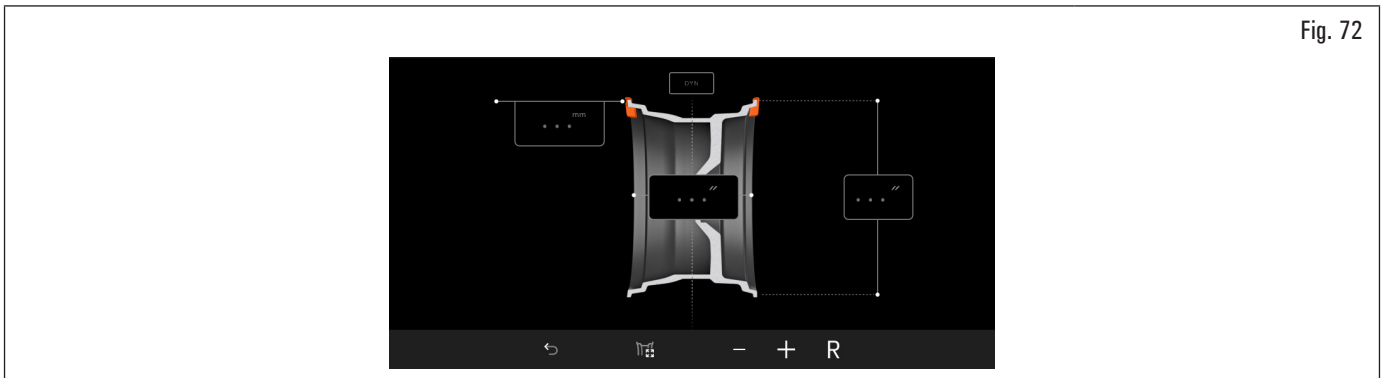 Fig. 72
DYN
mm
. . .
. . . ″
. . . ″
− + R